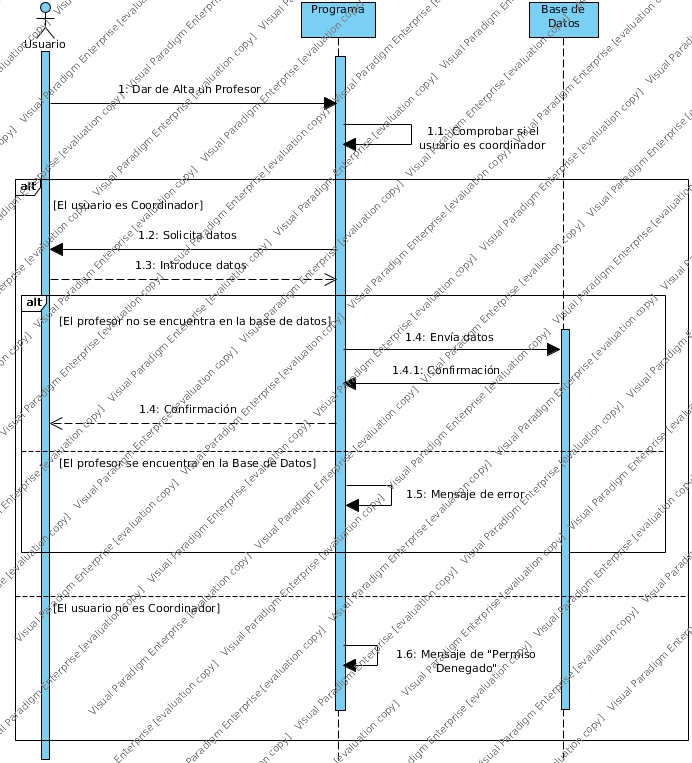 Usuario
Programa
Base de
Datos
1: Dar de Alta un Profesor
1.1: Comprobar si el
usuario es coordinador
alt
[El usuario es Coordinador]
1.2: Solicita datos
1.3: Introduce datos
alt
[El profesor no se encuentra en la base de datos]
1.4: Envía datos
1.4.1: Confirmación
1.4: Confirmación
[El profesor se encuentra en la Base de Datos]
1.5: Mensaje de error
[El usuario no es Coordinador]
1.6: Mensaje de "Permiso
Denegado"
Visual Paradigm Enterprise [evaluation copy]